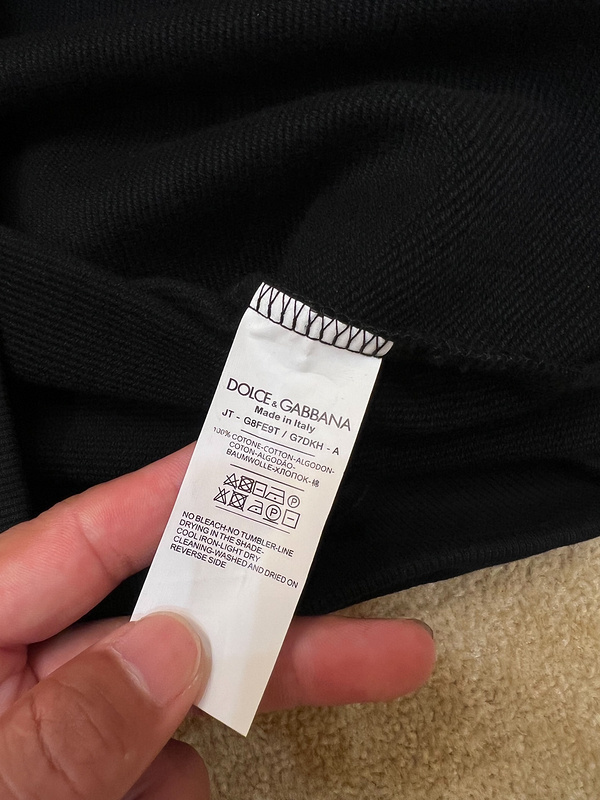 DOLCE & GABBANA
Made in Italy
JT - G8FE9T / G7DKH - A
100% COTONE-COTTON-ALGODON-
COTON-ALGODÃO-
BAUMWOLLE-ХЛОПОК-棉
P
P
NO BLEACH-NO TUMBLER-LINE
DRYING IN THE SHADE-
COOL IRON-LIGHT DRY
CLEANING-WASHED AND DRIED ON
REVERSE SIDE